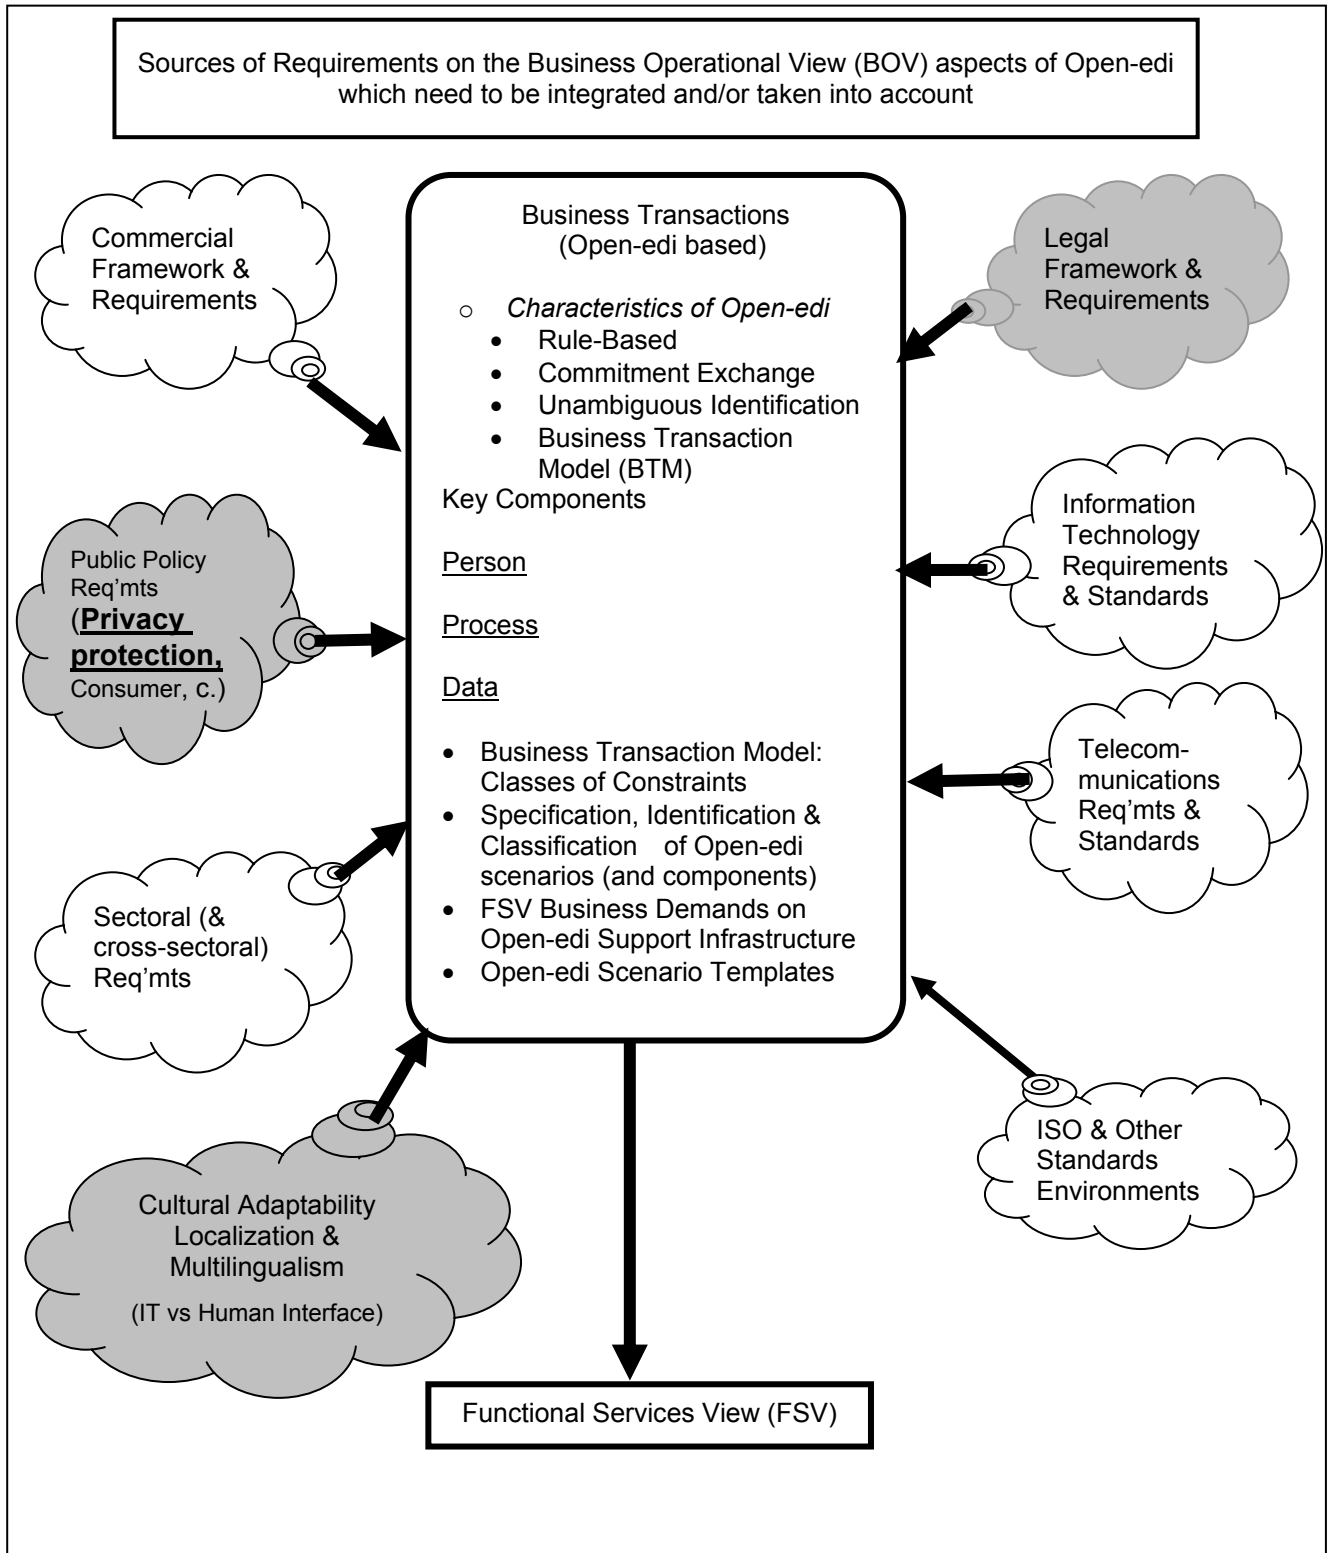 Sources of Requirements on the Business Operational View (BOV) aspects of Open-edi
which need to be integrated and/or taken into account
Commercial
Framework &
Requirements
Public Policy
Req’mts
(Privacy
protection,
Consumer, c.)
Sectoral (&
cross-sectoral)
Req’mts
Cultural Adaptability
Localization &
Multilingualism
(IT vs Human Interface)
Business Transactions
(Open-edi based)
o Characteristics of Open-edi
• Rule-Based
• Commitment Exchange
• Unambiguous Identification
• Business Transaction
Model (BTM)
Key Components
Person
Process
Data
• Business Transaction Model:
Classes of Constraints
• Specification, Identification &
Classification of Open-edi
scenarios (and components)
• FSV Business Demands on
Open-edi Support Infrastructure
• Open-edi Scenario Templates
Legal
Framework &
Requirements
Information
Technology
Requirements
& Standards
Telecom-
munications
Req’mts &
Standards
ISO & Other
Standards
Environments
Functional Services View (FSV)